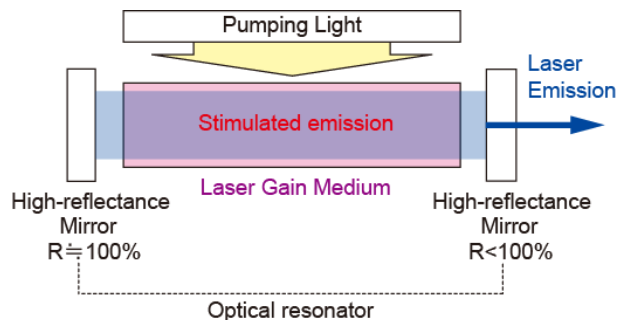 Pumping Light
Laser
Emission
Stimulated emission
Laser Gain Medium
High-reflectance
Mirror
R≒100%
High-reflectance
Mirror
R<100%
Optical resonator